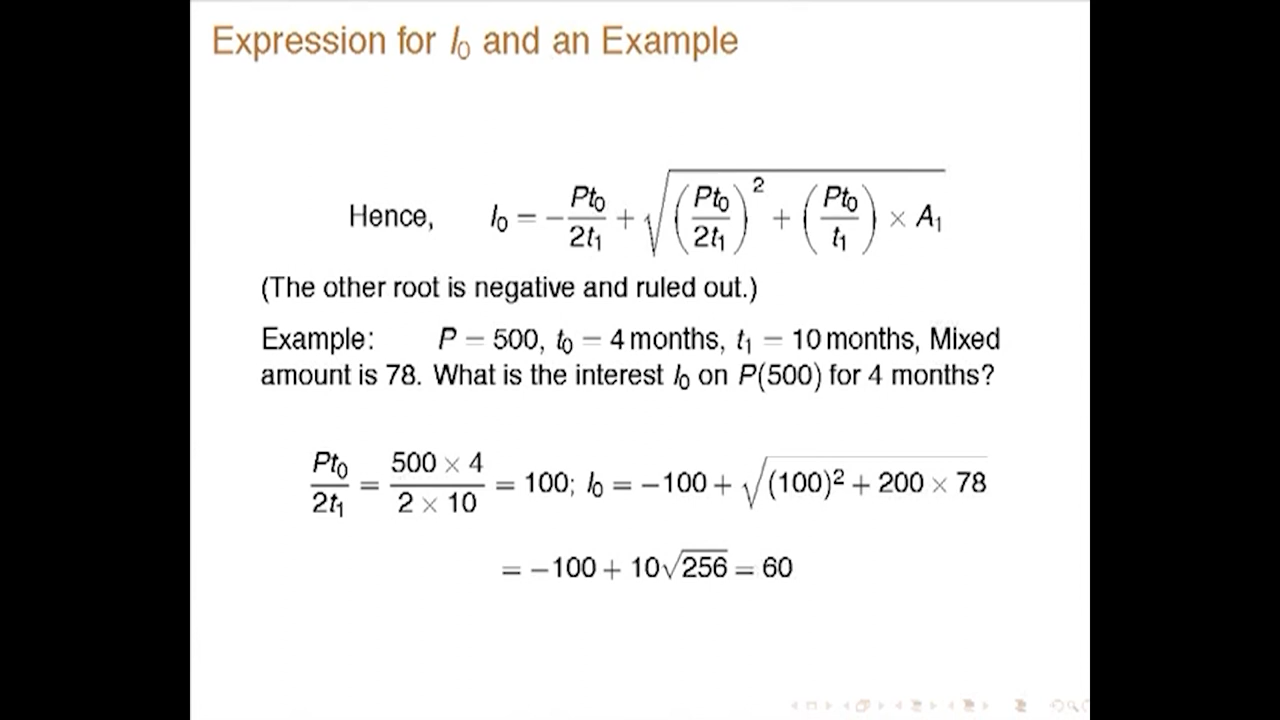 Expression for I₀ and an Example
Hence, I₀ = −Pt₀/2t₁ + √((Pt₀/2t₁)² + (Pt₀/t₁) × A₁)
(The other root is negative and ruled out.)
Example: P = 500, t₀ = 4 months, t₁ = 10 months, Mixed
amount is 78. What is the interest I₀ on P(500) for 4 months?
Pt₀/2t₁ = 500 × 4/2 × 10 = 100; I₀ = −100 + √((100)² + 200 × 78)
= −100 + 10√256 = 60